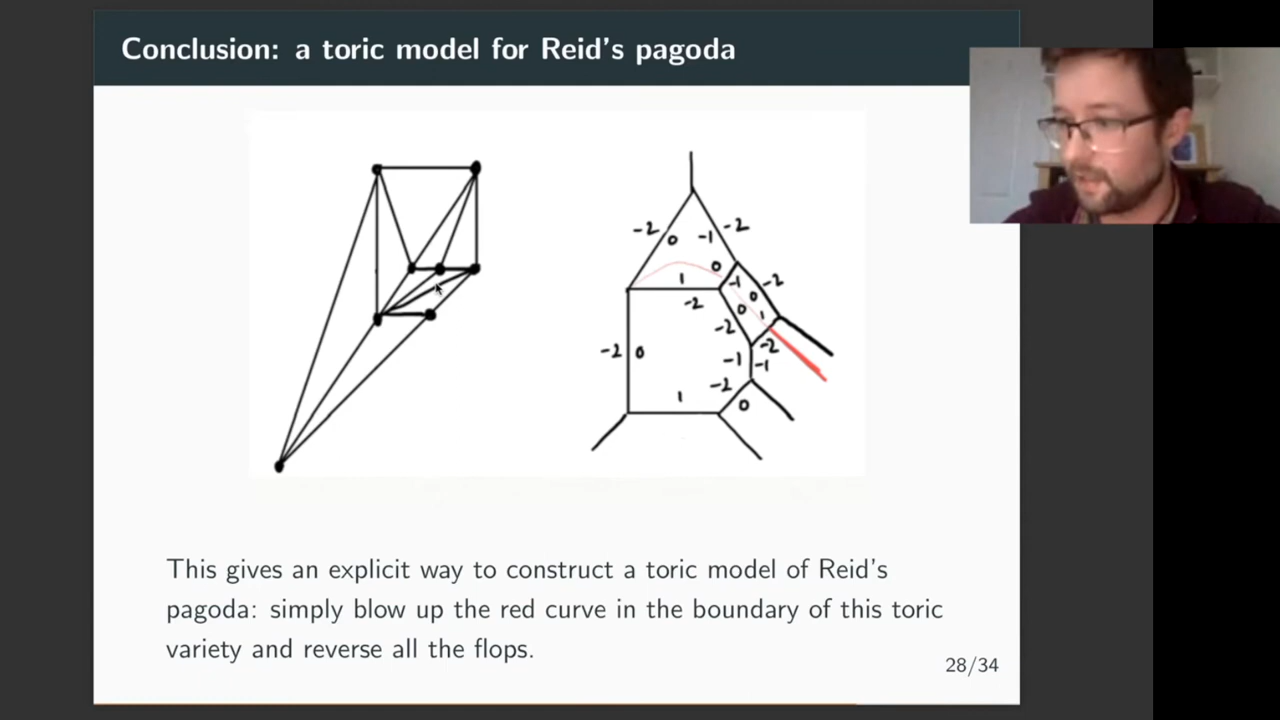 Conclusion: a toric model for Reid's pagoda
-2 0 -1 -2
0
1 -1 -2
-2 0 0 1
-2 -2
-2 0 -1 -1
1 -2 0
This gives an explicit way to construct a toric model of Reid's
pagoda: simply blow up the red curve in the boundary of this toric
variety and reverse all the flops.
28/34